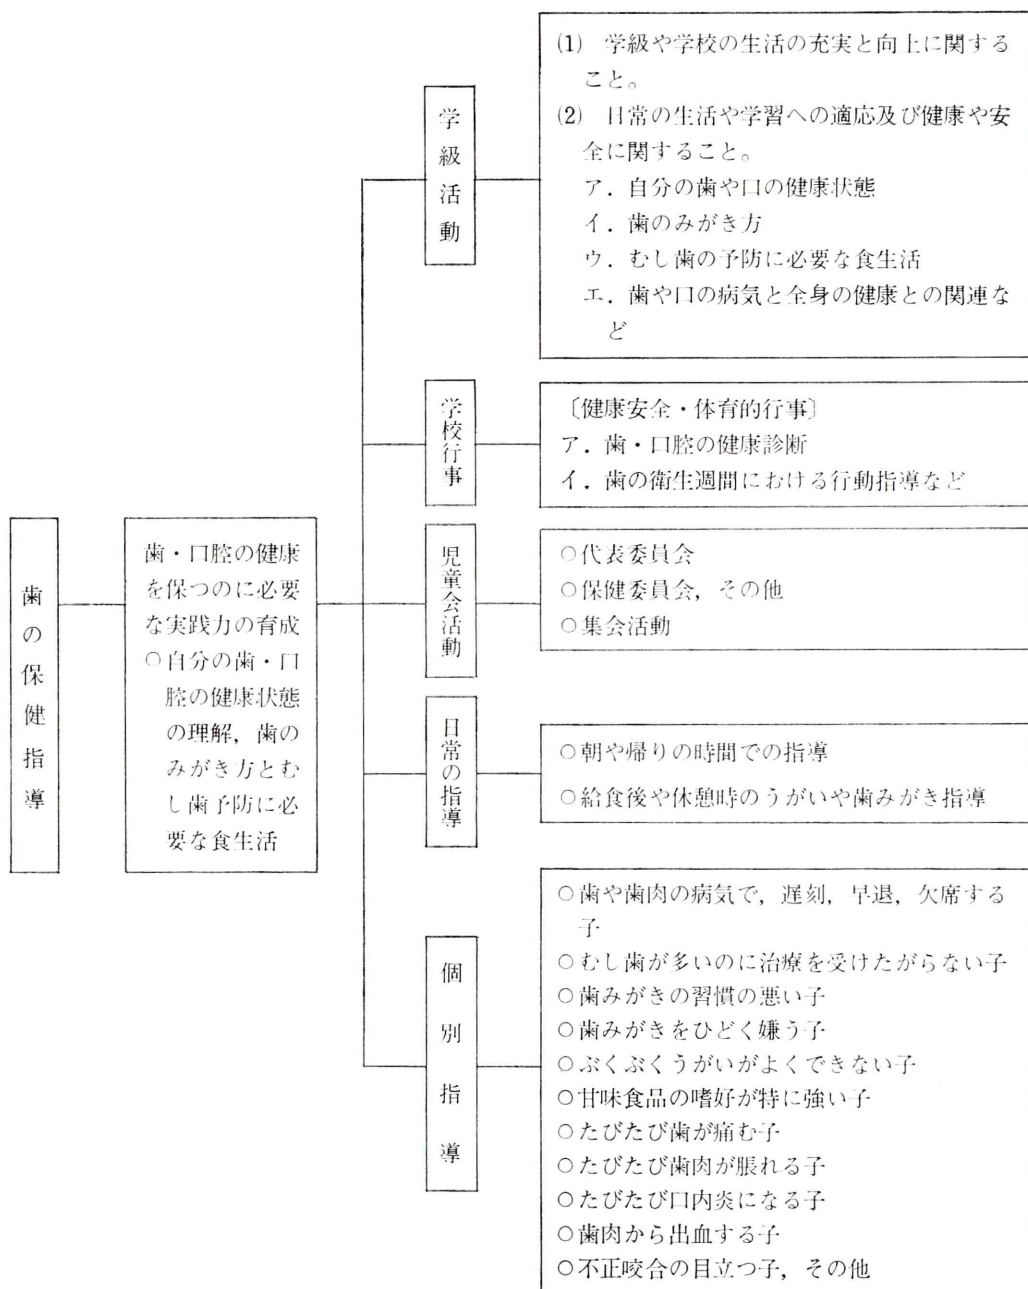 歯の保健指導
歯・口腔の健康
を保つのに必要
な実践力の育成
○自分の歯・口
腔の健康状態
の理解，歯の
みがき方とむ
し歯予防に必
要な食生活
学級活動
(1) 学級や学校の生活の充実と向上に関する
こと。
(2) 日常の生活や学習への適応及び健康や安
全に関すること。
ア．自分の歯や口の健康状態
イ．歯のみがき方
ウ．むし歯の予防に必要な食生活
エ．歯や口の病気と全身の健康との関連な
ど
学校行事
〔健康安全・体育的行事〕
ア．歯・口腔の健康診断
イ．歯の衛生週間における行動指導など
児童会活動
○代表委員会
○保健委員会，その他
○集会活動
日常の指導
○朝や帰りの時間での指導
○給食後や休憩時のうがいや歯みがき指導
個別指導
○歯や歯肉の病気で，遅刻，早退，欠席する
子
○むし歯が多いのに治療を受けたがらない子
○歯みがきの習慣の悪い子
○歯みがきをひどく嫌う子
○ぶくぶくうがいがよくできない子
○甘味食品の嗜好が特に強い子
○たびたび歯が痛む子
○たびたび歯肉が脹れる子
○たびたび口内炎になる子
○歯肉から出血する子
○不正咬合の目立つ子，その他